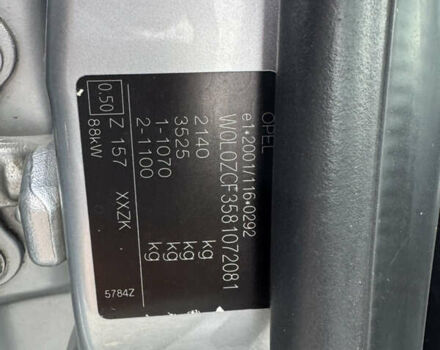 OPEL
e1*2001/116*0292
W0L0ZCF3581072081
2140 kg
3525 kg
1-1070 kg
2-1100 kg
0.50 Z 157 XXZK
88kW
5784Z